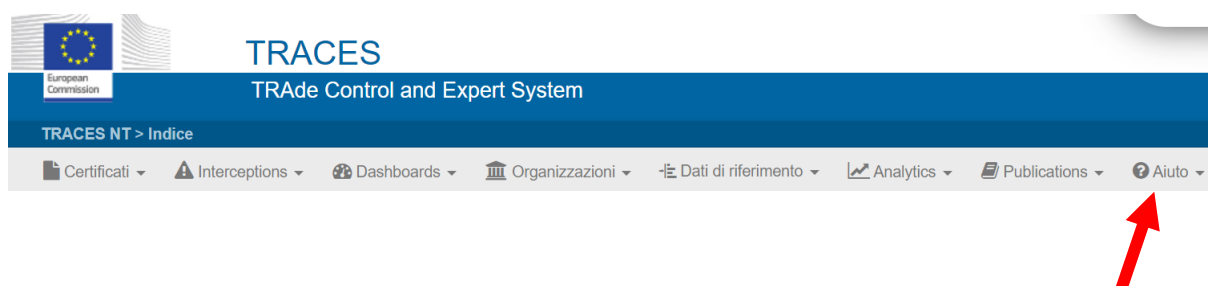 TRACES
European
Commission
TRAde Control and Expert System
TRACES NT > Indice
Certificati Interceptions Dashboards Organizzazioni Dati di riferimento Analytics Publications Aiuto